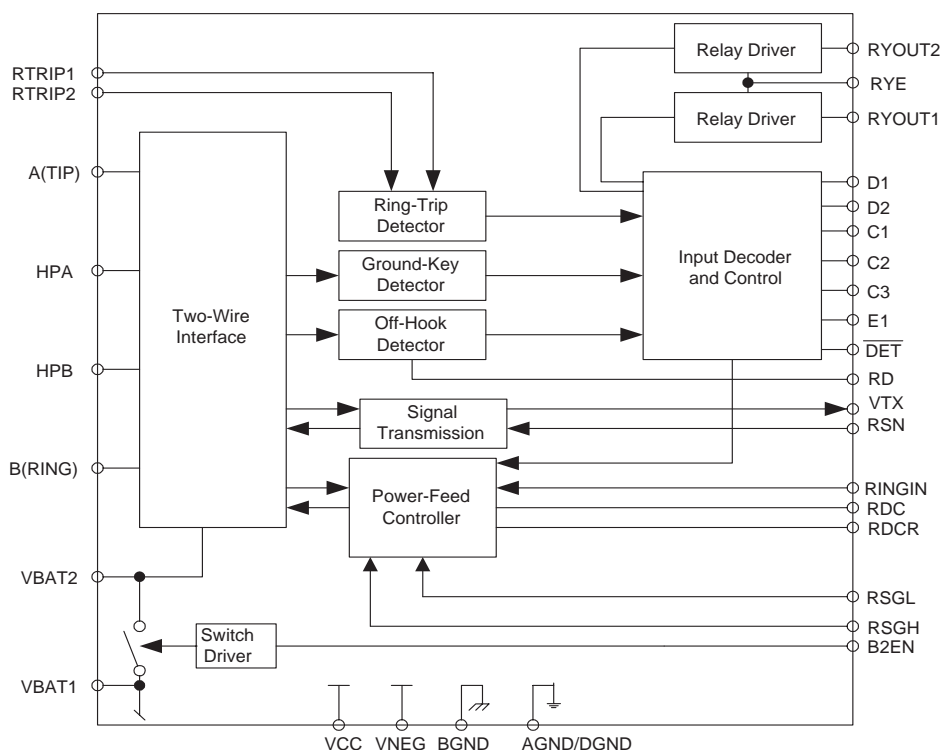 Relay Driver
RYOUT2
RTRIP1
RYE
RTRIP2
Relay Driver
RYOUT1
A(TIP)
D1
Ring-Trip
Detector
D2
C1
HPA
Ground-Key
Detector
Input Decoder
and Control
C2
C3
Two-Wire
Interface
Off-Hook
Detector
E1
DET
HPB
RD
VTX
Signal
Transmission
RSN
B(RING)
RINGIN
Power-Feed
Controller
RDC
RDCR
VBAT2
RSGL
RSGH
Switch
Driver
B2EN
VBAT1
VCC
VNEG
BGND
AGND/DGND